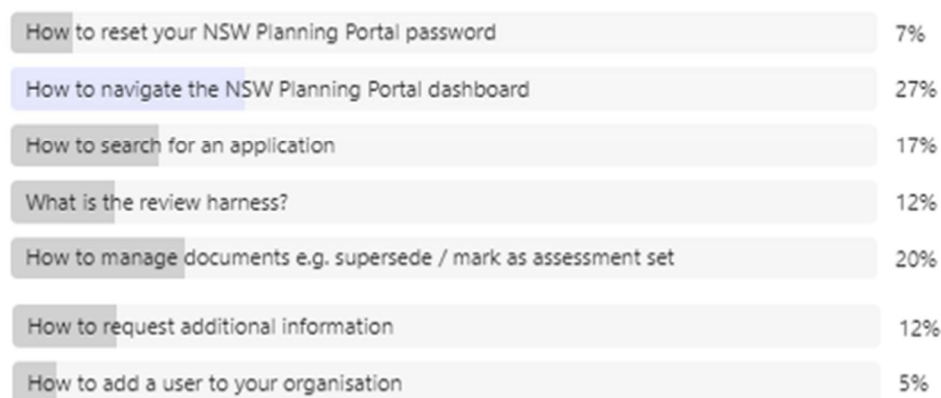 How to reset your NSW Planning Portal password 7%
How to navigate the NSW Planning Portal dashboard 27%
How to search for an application 17%
What is the review harness? 12%
How to manage documents e.g. supersede / mark as assessment set 20%
How to request additional information 12%
How to add a user to your organisation 5%